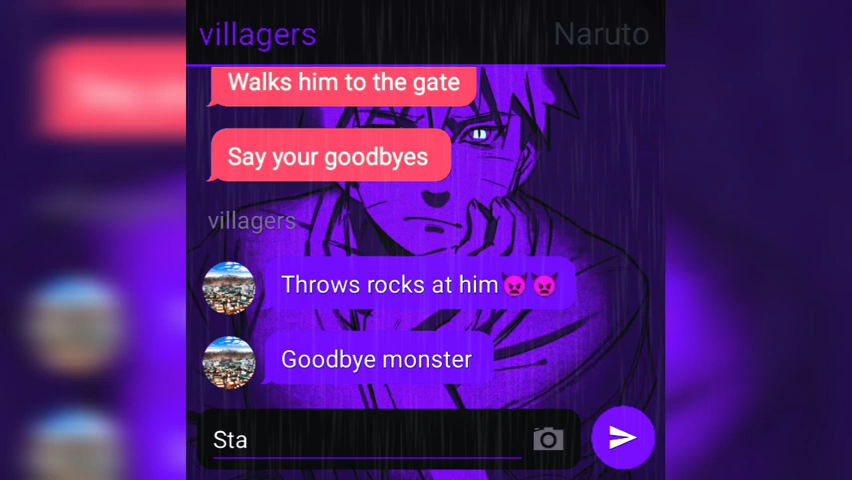 villagers Naruto
Walks him to the gate
Say your goodbyes
villagers
Throws rocks at him👿👿
Goodbye monster
Sta